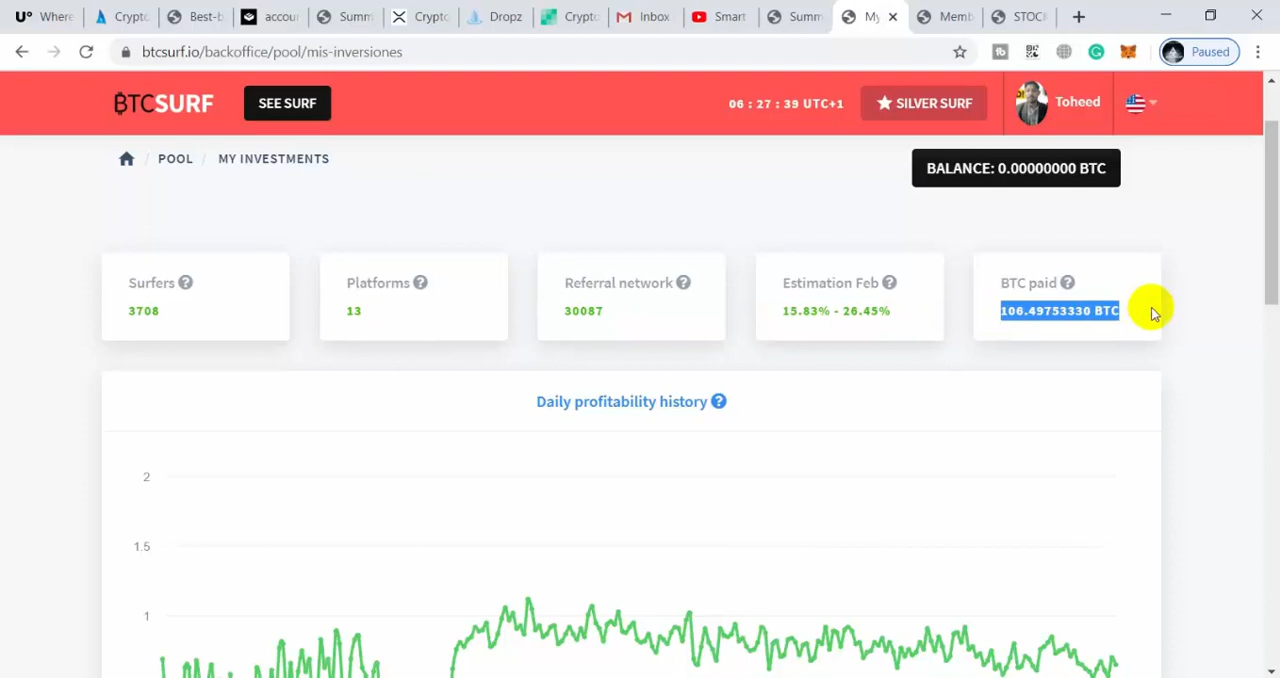 Where
Crypto
Best-b
accou
Summ
Crypto
Dropz
Crypto
Inbox
Smart
Summ
My
Memb
STOCK
btcsurf.io/backoffice/pool/mis-inversiones
Paused
BTCSURF
SEE SURF
06 : 27 : 39 UTC+1
★ SILVER SURF
Toheed
/ POOL / MY INVESTMENTS
BALANCE: 0.00000000 BTC
Surfers
3708
Platforms
13
Referral network
30087
Estimation Feb
15.83% - 26.45%
BTC paid
106.49753330 BTC
Daily profitability history
2
1.5
1